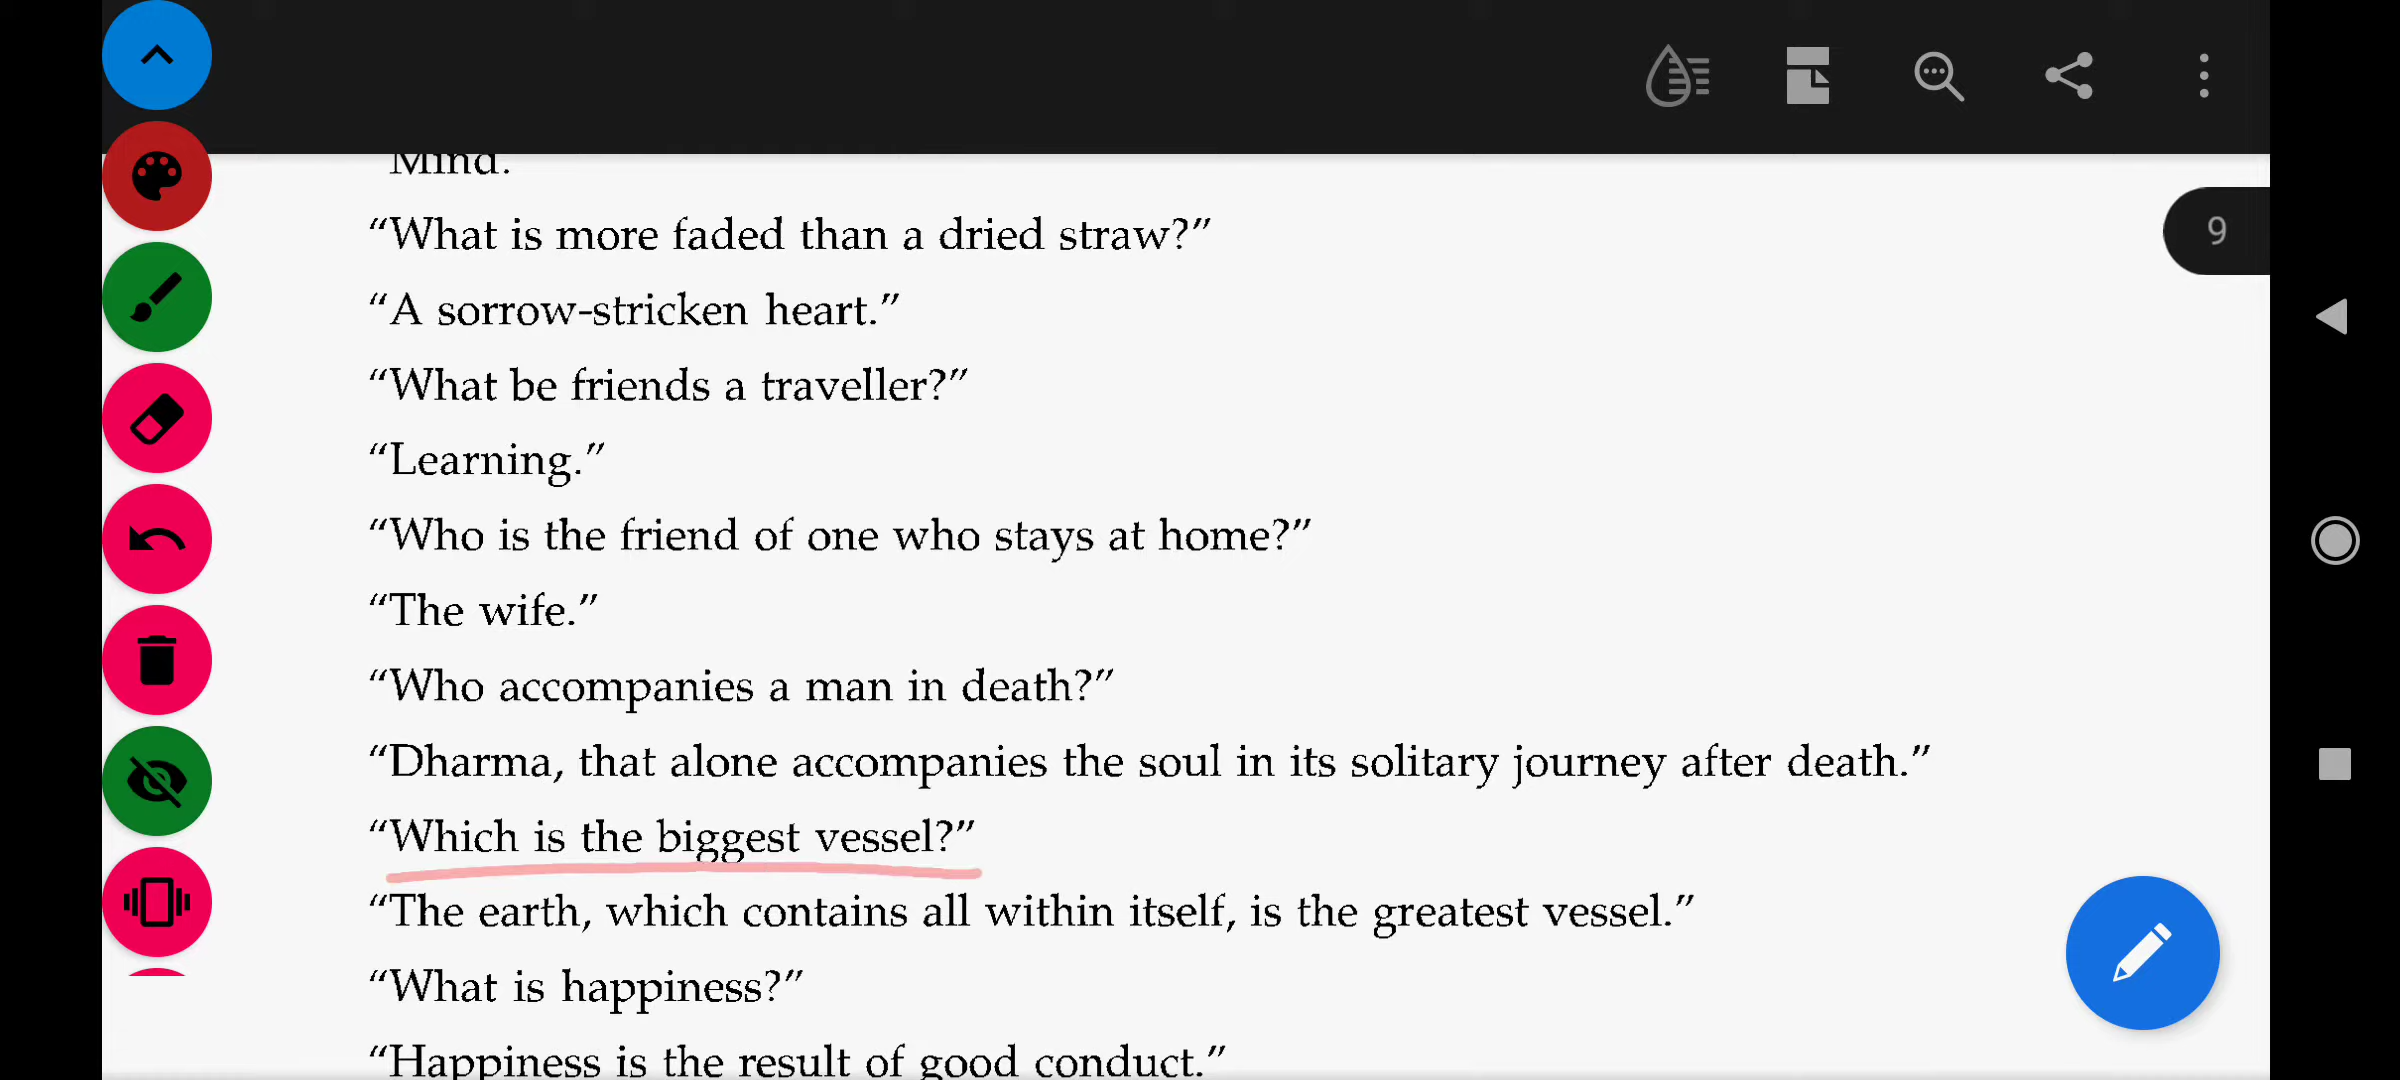 Mind.
“What is more faded than a dried straw?”
“A sorrow-stricken heart.”
“What be friends a traveller?”
“Learning.”
“Who is the friend of one who stays at home?”
“The wife.”
“Who accompanies a man in death?”
“Dharma, that alone accompanies the soul in its solitary journey after death.”
“Which is the biggest vessel?”
“The earth, which contains all within itself, is the greatest vessel.”
“What is happiness?”
“Happiness is the result of good conduct.”
9